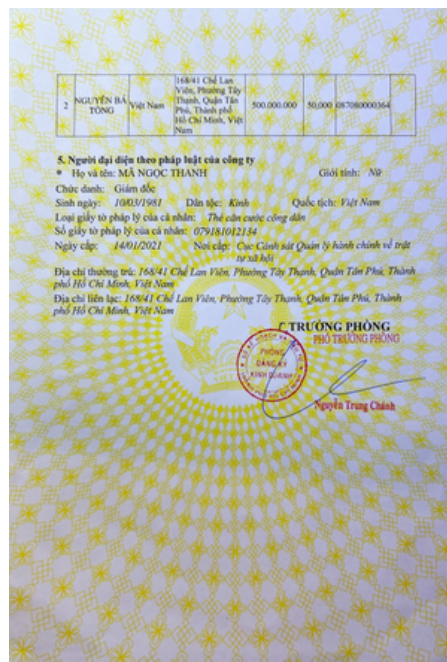 2 NGUYỄN BÁ TÒNG Việt Nam 168/41 Chế Lan Viên, Phường Tây Thạnh, Quận Tân Phú, Thành phố Hồ Chí Minh, Việt Nam 500.000.000 50,000 087080000364
5. Người đại diện theo pháp luật của công ty
* Họ và tên: MÃ NGỌC THANH Giới tính: Nữ
Chức danh: Giám đốc
Sinh ngày: 10/03/1981 Dân tộc: Kinh Quốc tịch: Việt Nam
Loại giấy tờ pháp lý của cá nhân: Thẻ căn cước công dân
Số giấy tờ pháp lý của cá nhân: 079181012134
Ngày cấp: 14/01/2021 Nơi cấp: Cục Cảnh sát Quản lý hành chính về trật
tự xã hội
Địa chỉ thường trú: 168/41 Chế Lan Viên, Phường Tây Thạnh, Quận Tân Phú, Thành
phố Hồ Chí Minh, Việt Nam
Địa chỉ liên lạc: 168/41 Chế Lan Viên, Phường Tây Thạnh, Quận Tân Phú, Thành
phố Hồ Chí Minh, Việt Nam
TRƯỞNG PHÒNG
PHÓ TRƯỞNG PHÒNG
PHÒNG
ĐĂNG KÝ
KINH DOANH
Nguyễn Trung Chánh